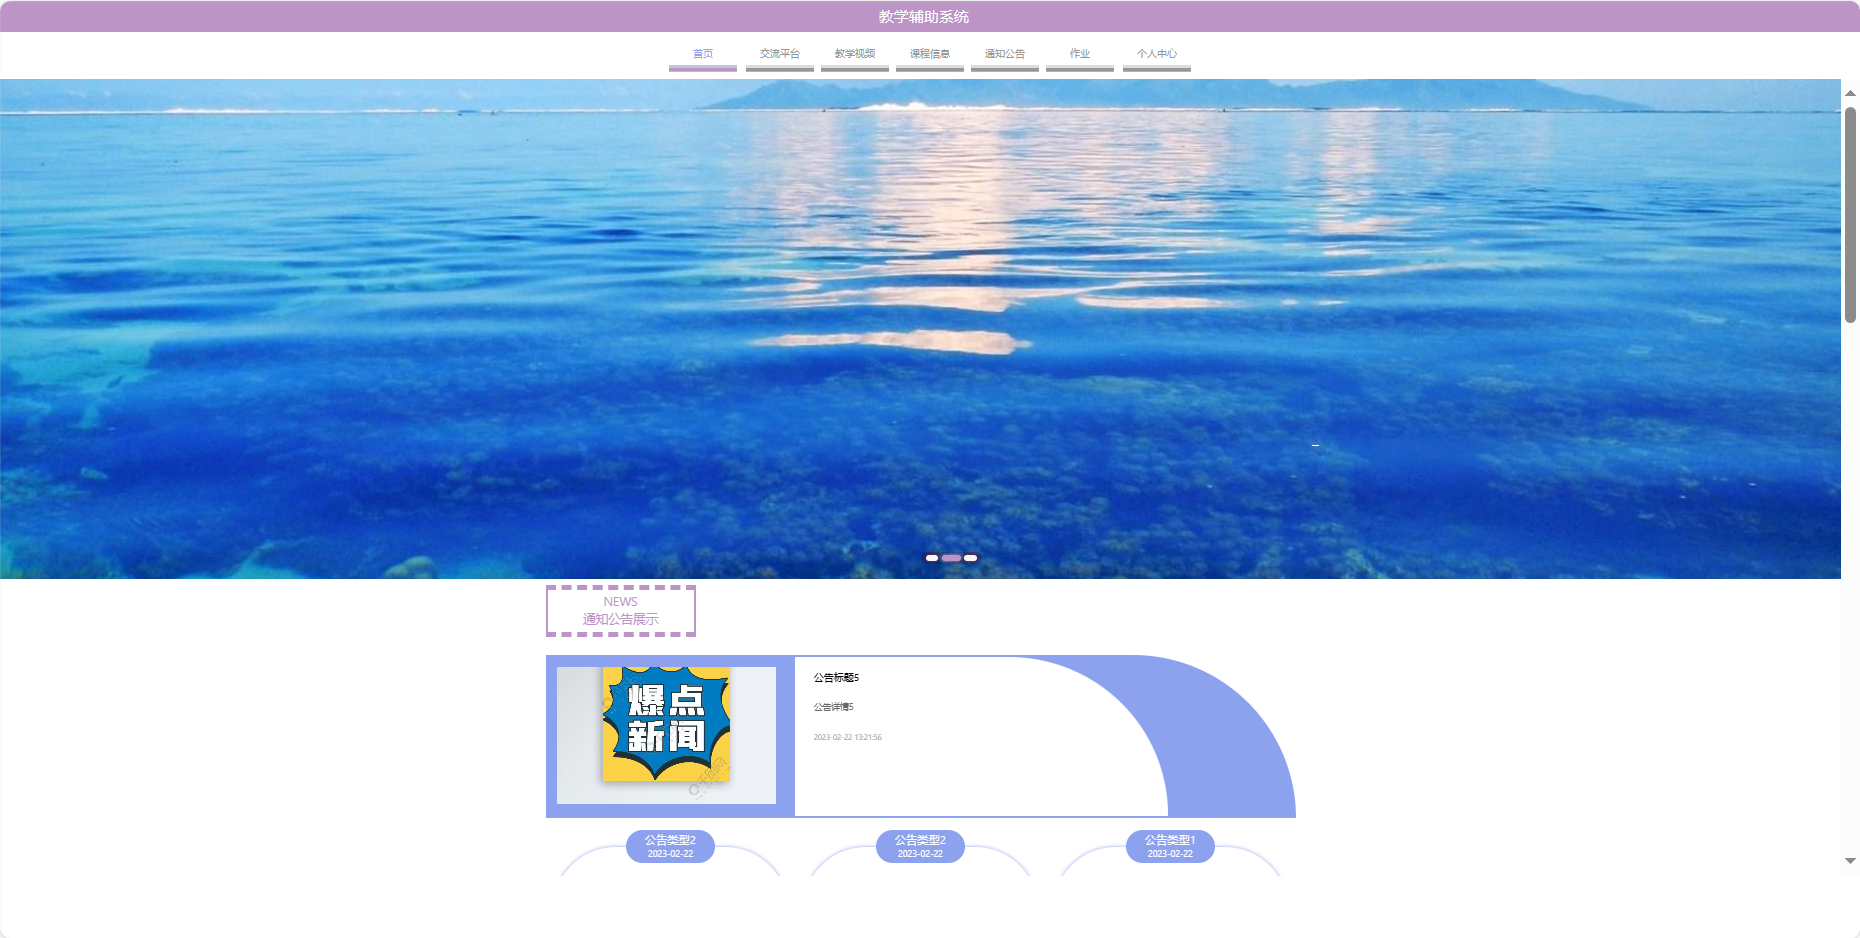 教学辅助系统
首页 交流平台 教学视频 课程信息 通知公告 作业 个人中心
NEWS
通知公告展示
爆点
新闻
公告标题5
公告详情5
2023-02-22 13:21:56
公告类型2
2023-02-22
公告类型2
2023-02-22
公告类型1
2023-02-22